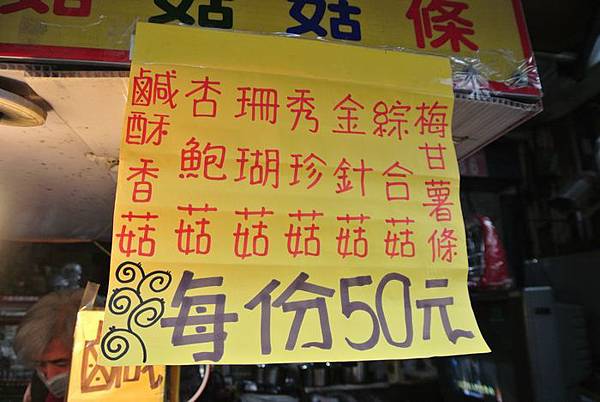 菇 菇 菇 條
鹹酥香菇
杏鮑菇
珊瑚菇
秀珍菇
金針菇
綜合菇
梅甘薯條
每份50元